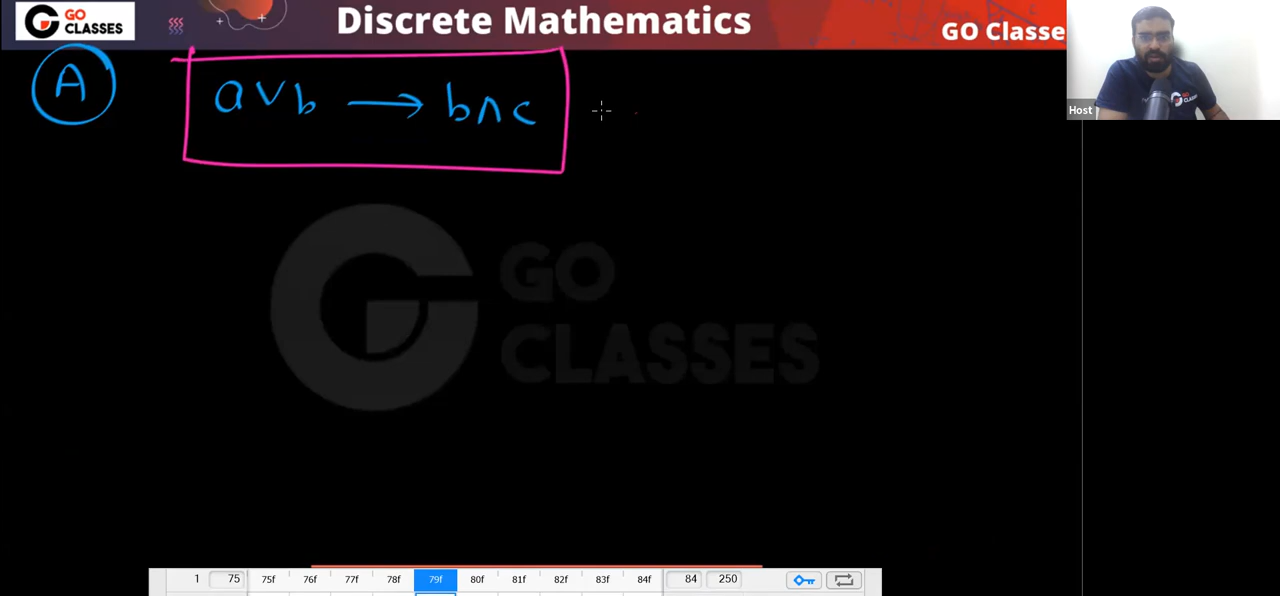 GO CLASSES
Discrete Mathematics
GO Classe
A
a ∨ b → b ∧ c
Host
GO CLASSES
1 75 75f 76f 77f 78f 79f 80f 81f 82f 83f 84f 84 250